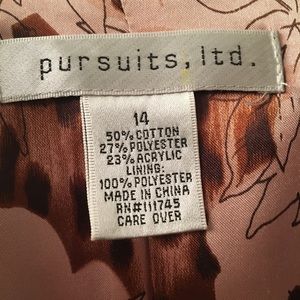 pursuits, ltd.
14
50% COTTON
27% POLYESTER
23% ACRYLIC
LINING:
100% POLYESTER
MADE IN CHINA
RN#111745
CARE OVER